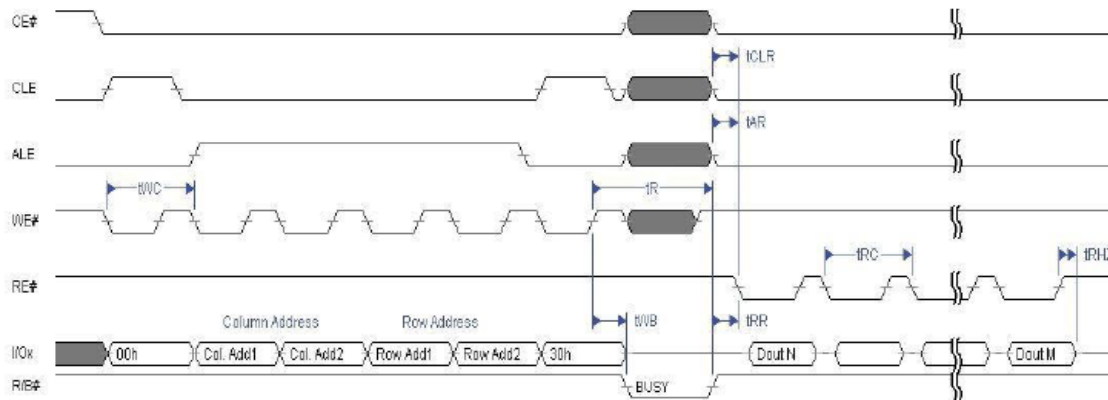 CE#
tCLR
CLE
tAR
ALE
tWC
tR
WE#
tRC
tRHZ
RE#
Column Address
Row Address
tWB
tRR
I/Ox
00h
Col. Add1
Col. Add2
Row Add1
Row Add2
30h
Dout N
Dout M
R/B#
BUSY